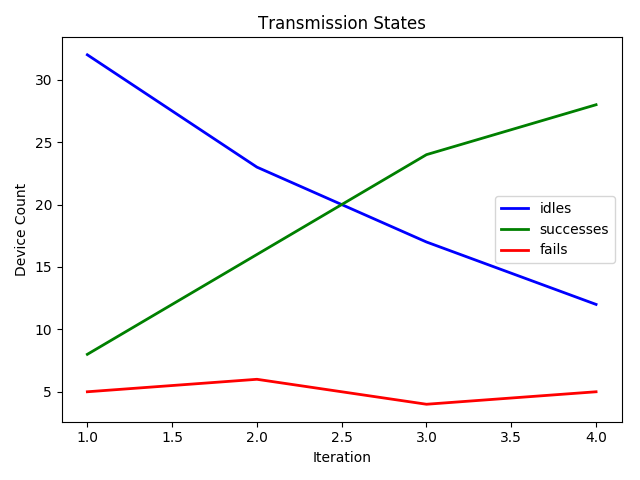 Transmission States
Device Count
30
25
20
15
10
5
idles
successes
fails
1.0 1.5 2.0 2.5 3.0 3.5 4.0
Iteration